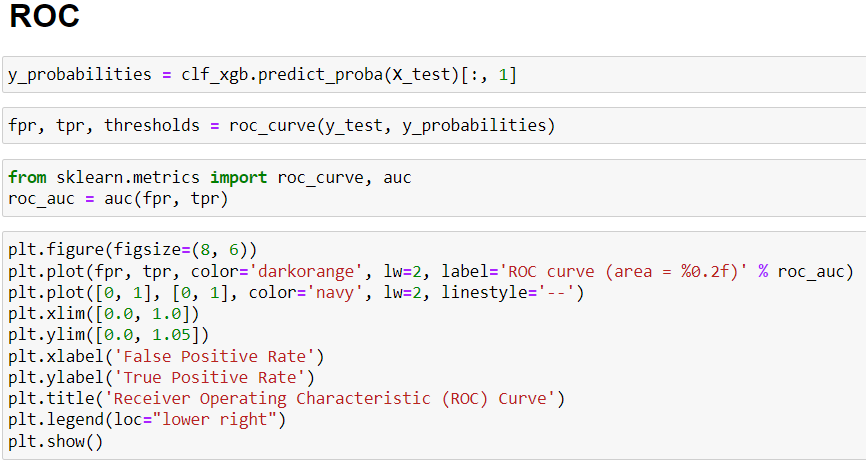 ROC
y_probabilities = clf_xgb.predict_proba(X_test)[:, 1]
fpr, tpr, thresholds = roc_curve(y_test, y_probabilities)
from sklearn.metrics import roc_curve, auc
roc_auc = auc(fpr, tpr)
plt.figure(figsize=(8, 6))
plt.plot(fpr, tpr, color='darkorange', lw=2, label='ROC curve (area = %0.2f)' % roc_auc)
plt.plot([0, 1], [0, 1], color='navy', lw=2, linestyle='--')
plt.xlim([0.0, 1.0])
plt.ylim([0.0, 1.05])
plt.xlabel('False Positive Rate')
plt.ylabel('True Positive Rate')
plt.title('Receiver Operating Characteristic (ROC) Curve')
plt.legend(loc="lower right")
plt.show()